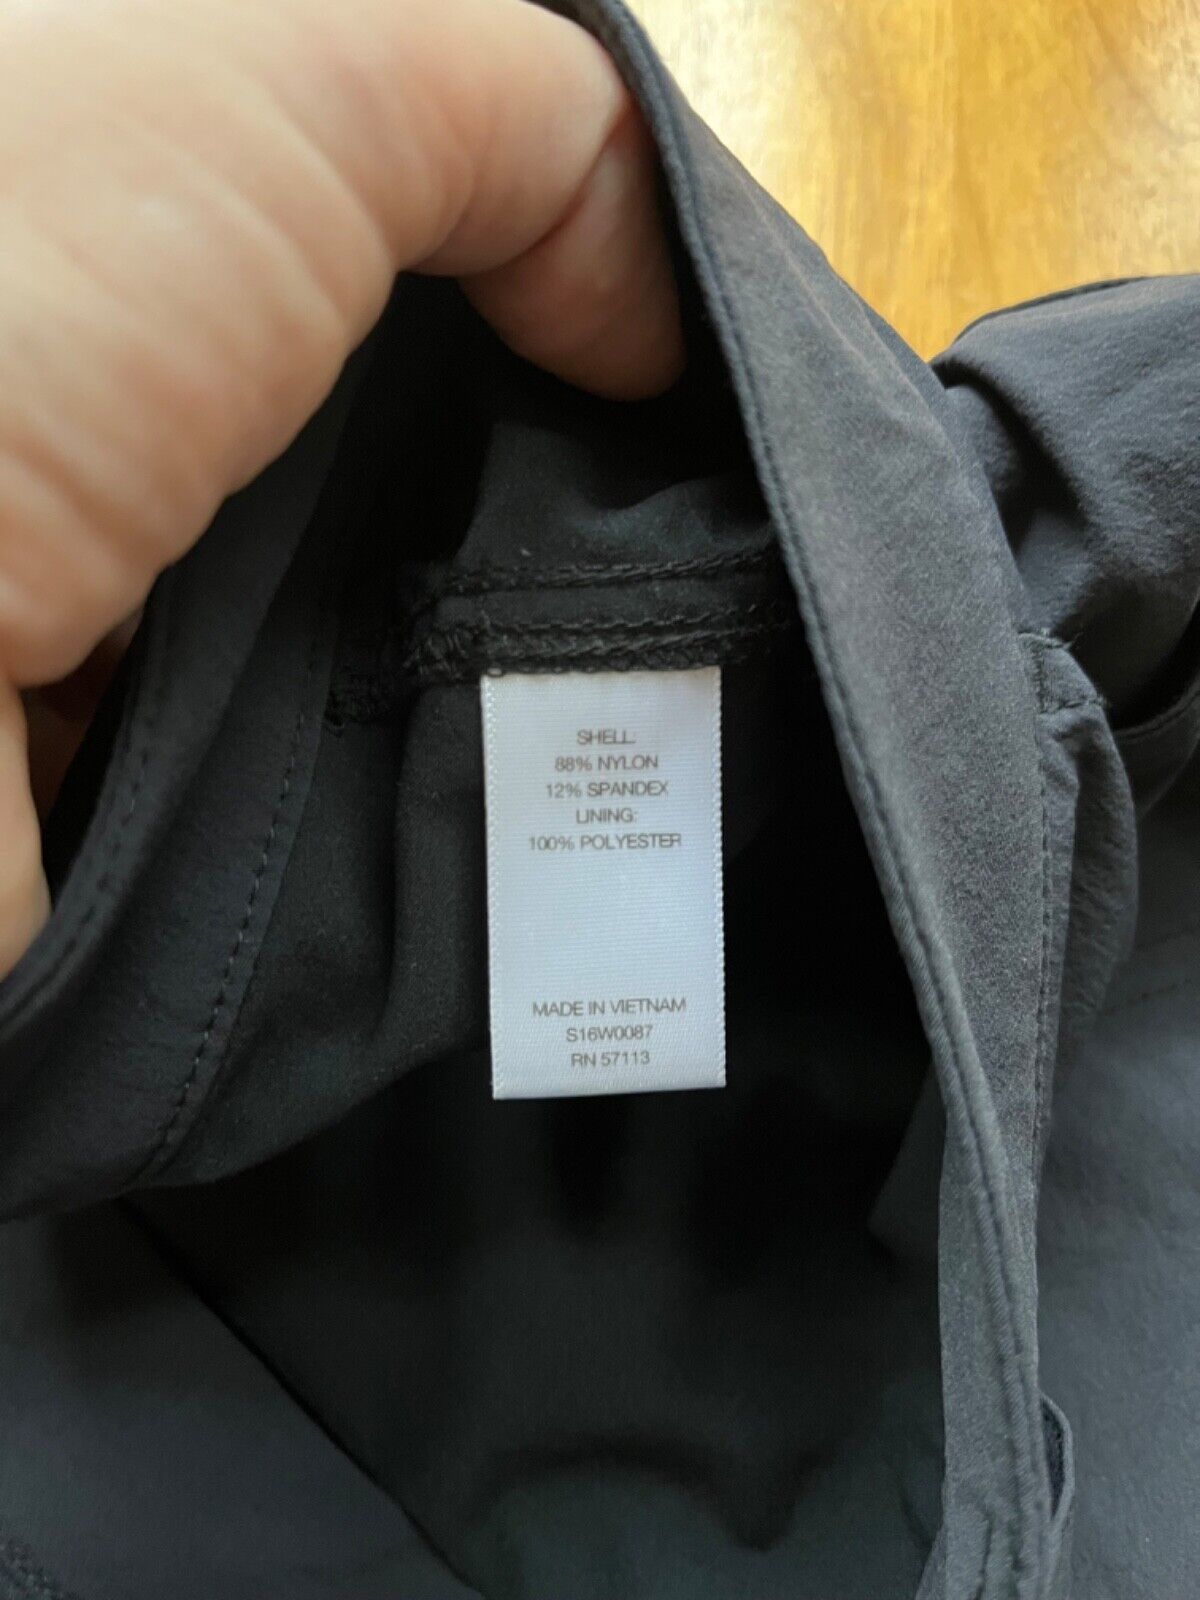 SHELL:
88% NYLON
12% SPANDEX
LINING:
100% POLYESTER
MADE IN VIETNAM
S16W0087
RN 57113